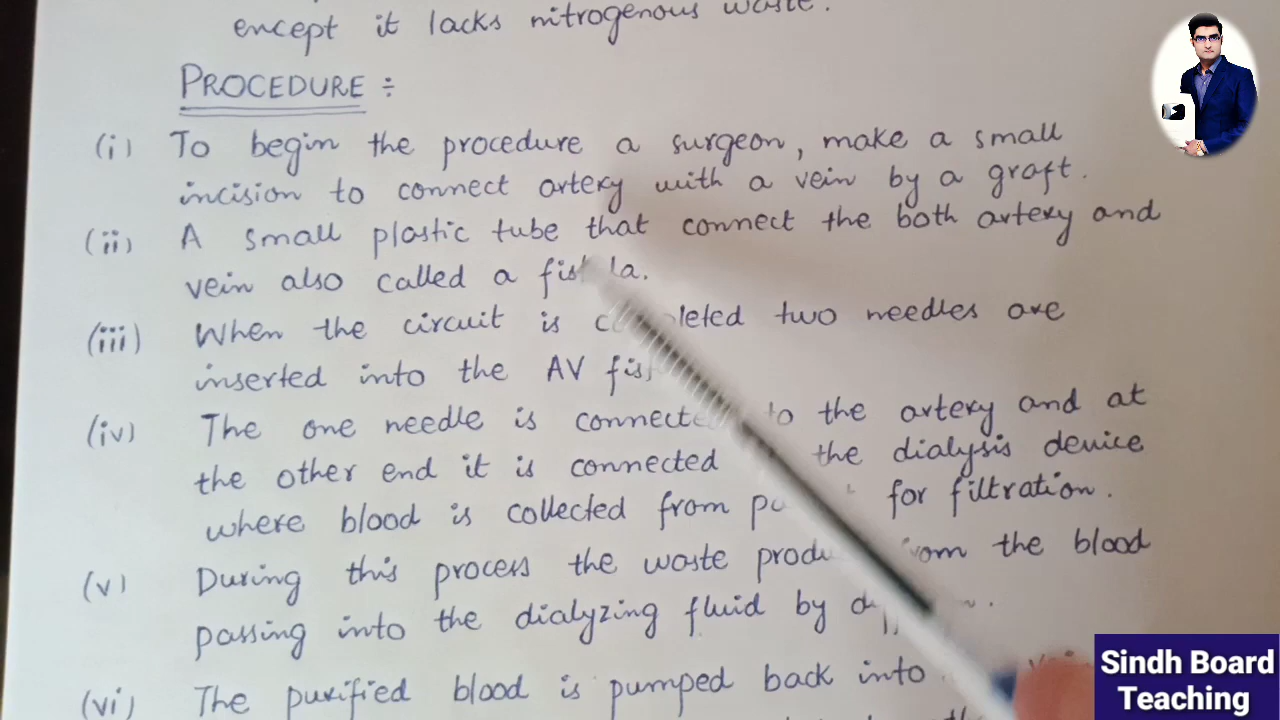 except it lacks nitrogenous waste.
PROCEDURE ÷
(i) To begin the procedure a surgeon, make a small
incision to connect artery with a vein by a graft.
(ii) A small plastic tube that connect the both artery and
vein also called a
(iii) When the circuit is two needles are
inserted into the AV
(iv) The one needle is to the artery and at
the other end it is connected the dialysis device
where blood is collected from for filtration.
(v) During this process the waste from the blood
passing into the dialyzing fluid by
(vi) The purified blood is pumped back into
Sindh Board
Teaching